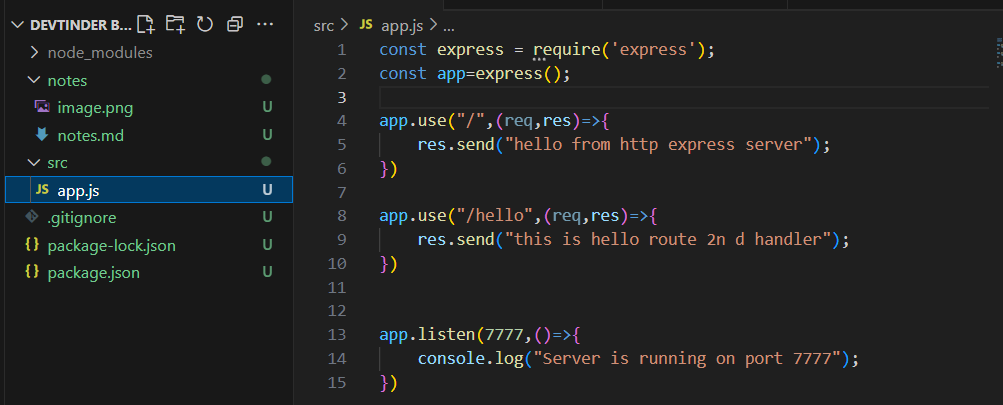 DEVTINDER B...
node_modules
notes
image.png U
notes.md U
src
JS app.js U
.gitignore U
{} package-lock.json U
{} package.json U
src > JS app.js > ...
1 const express = require('express');
2 const app=express();
3
4 app.use("/",(req,res)=>{
5 res.send("hello from http express server");
6 })
7
8 app.use("/hello",(req,res)=>{
9 res.send("this is hello route 2n d handler");
10 })
11
12
13 app.listen(7777,()=>{
14 console.log("Server is running on port 7777");
15 })